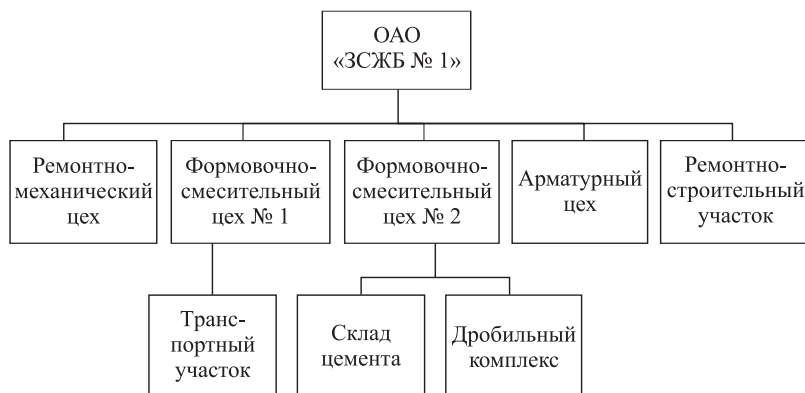 ОАО
«ЗСЖБ № 1»
Ремонтно-
механический
цех
Формовочно-
смесительный
цех № 1
Формовочно-
смесительный
цех № 2
Арматурный
цех
Ремонтно-
строительный
участок
Транс-
портный
участок
Склад
цемента
Дробильный
комплекс